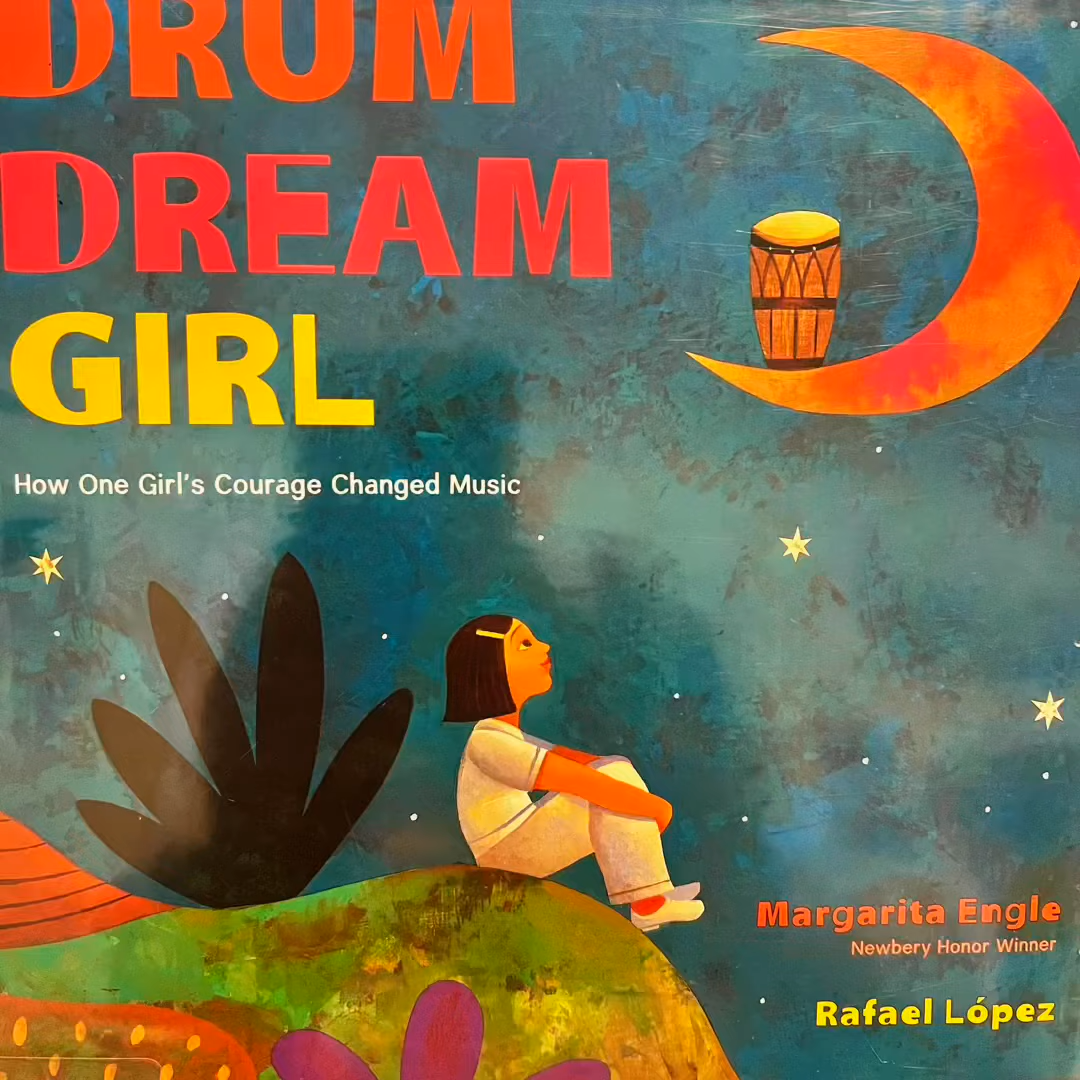 DRUM
DREAM
GIRL
How One Girl's Courage Changed Music
Margarita Engle
Newbery Honor Winner
Rafael López